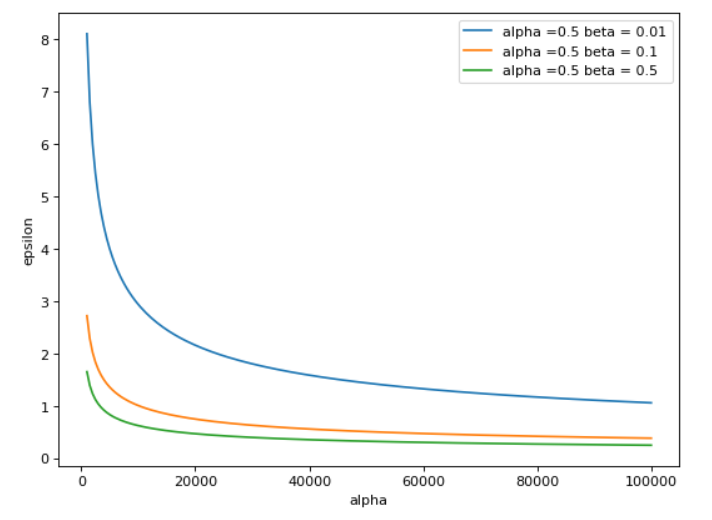 alpha =0.5 beta = 0.01
alpha =0.5 beta = 0.1
alpha =0.5 beta = 0.5
8
7
6
5
4
3
2
1
0
epsilon
0 20000 40000 60000 80000 100000
alpha